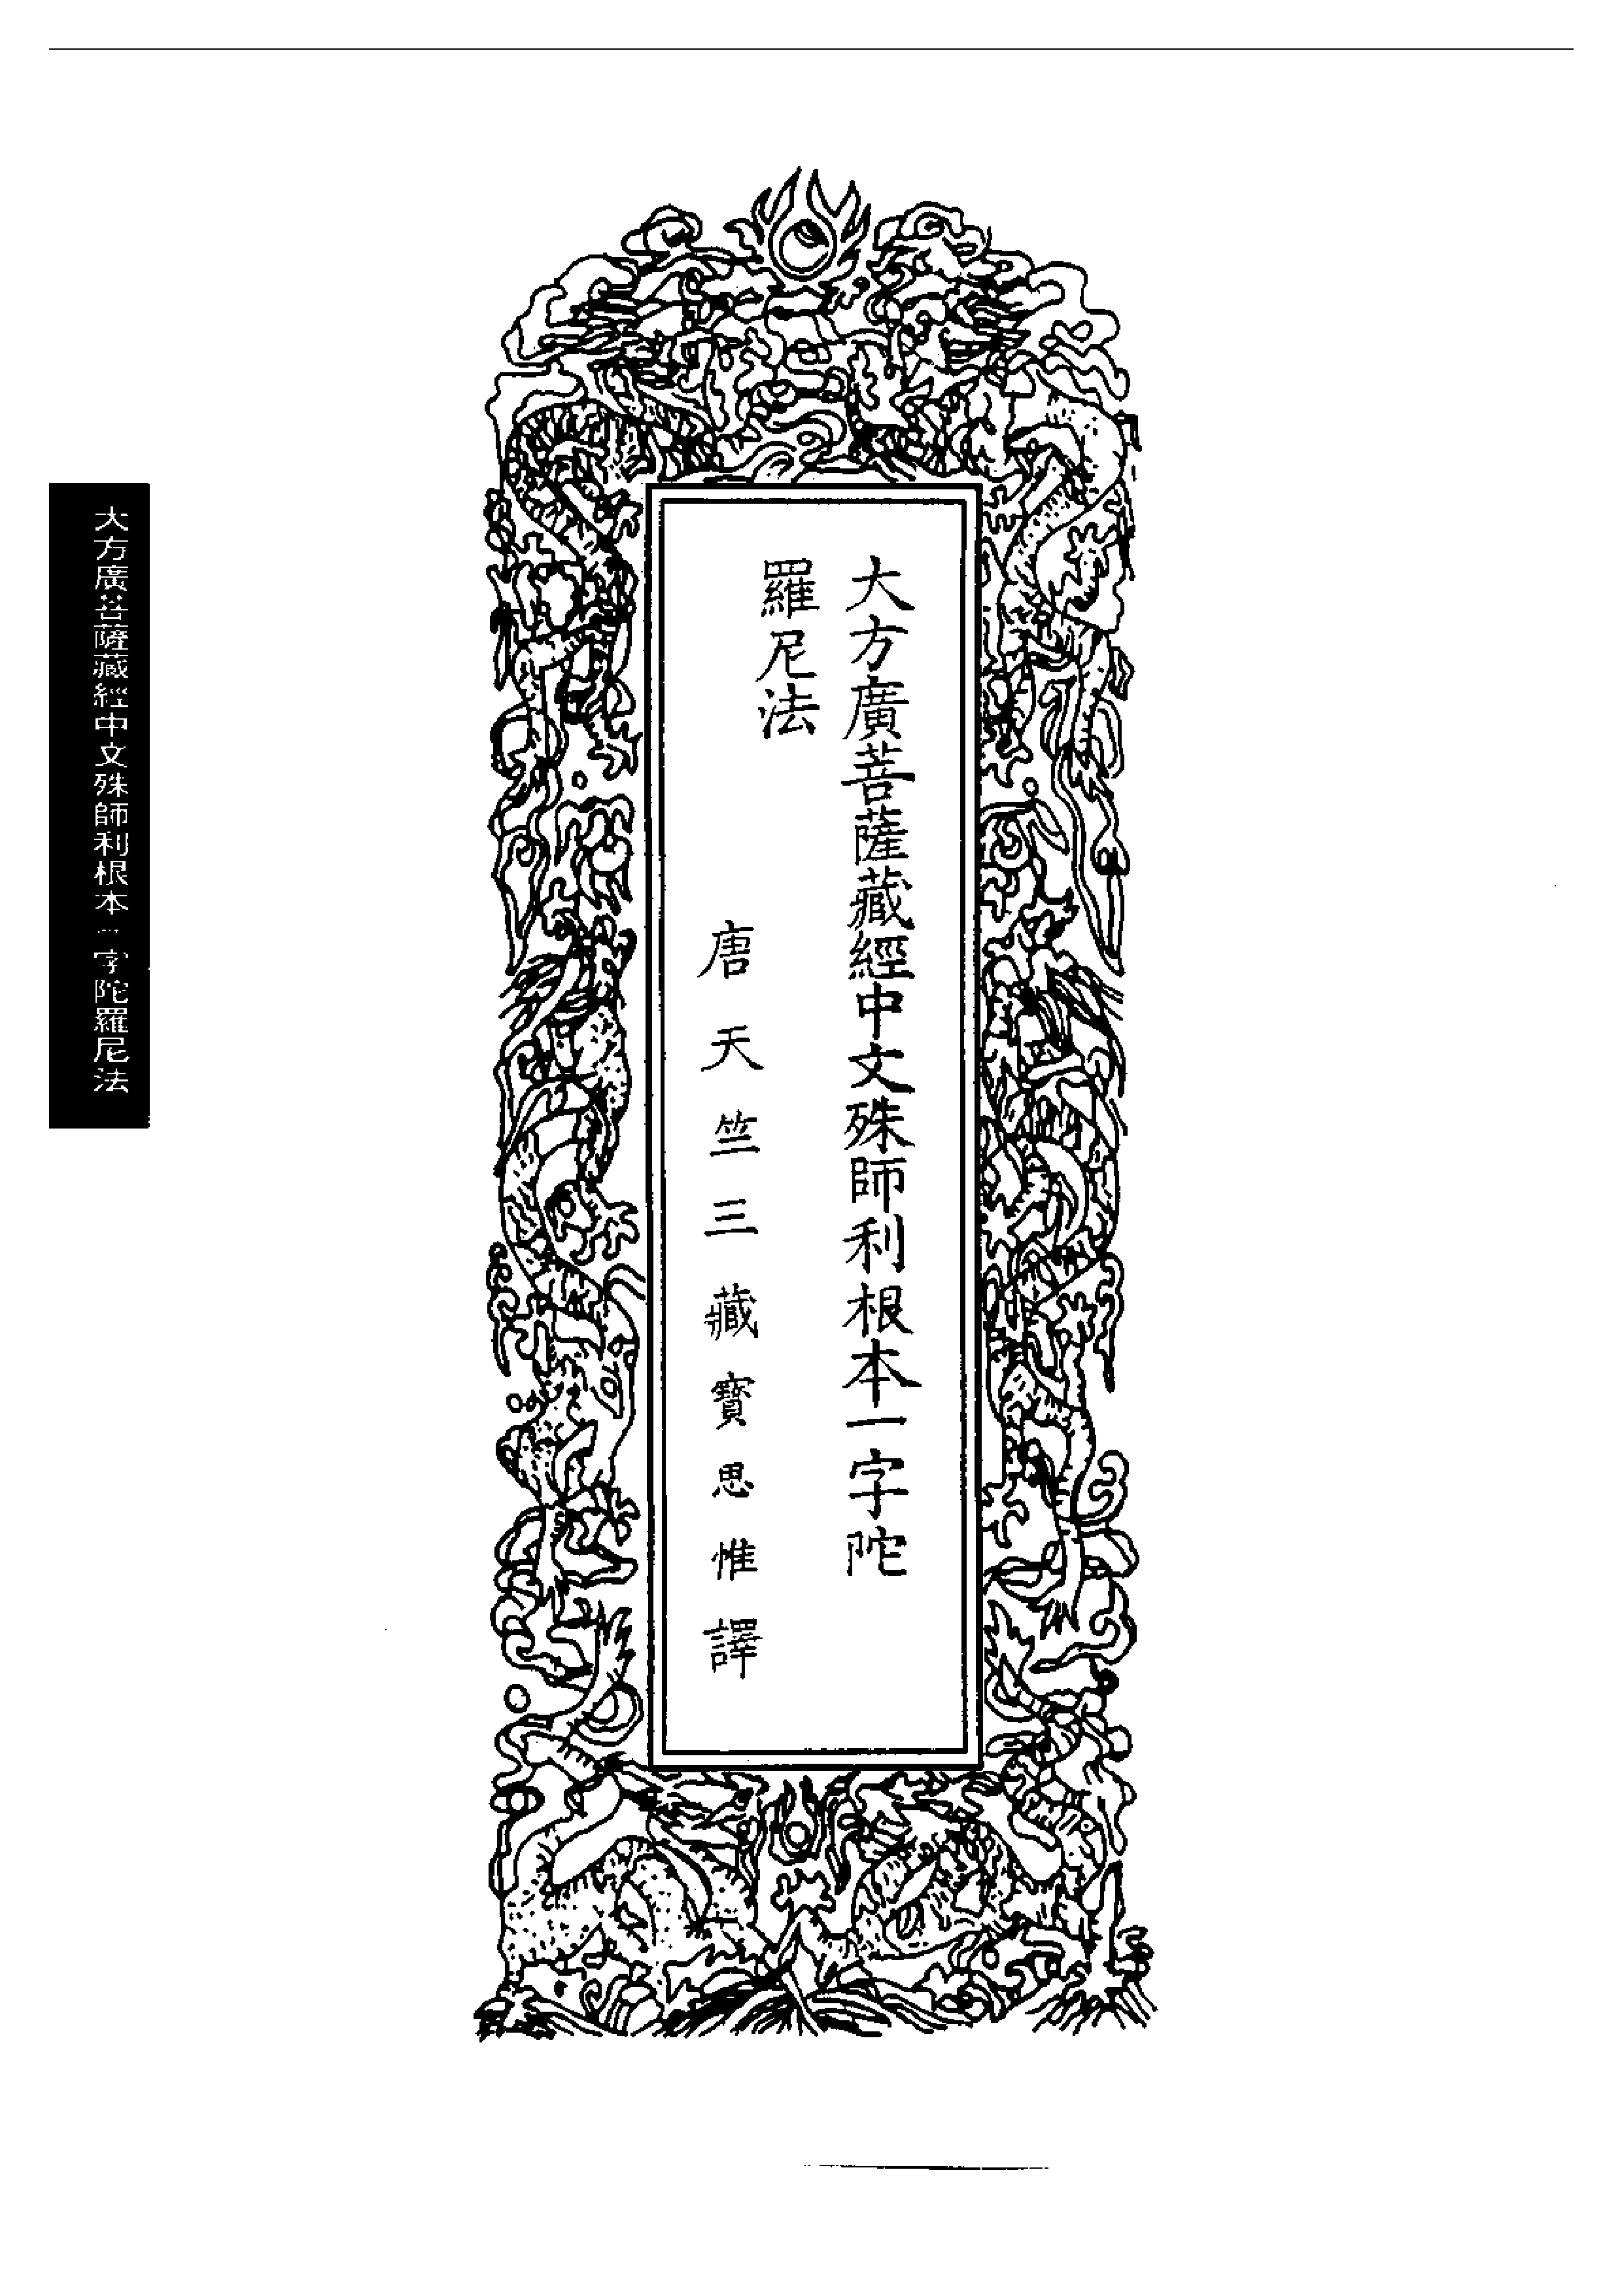 大方廣菩薩藏經中文殊師利根本一字陀
羅尼法
唐天竺三藏寶思惟譯
大方廣菩薩藏經中文殊師利根本一字陀羅尼法